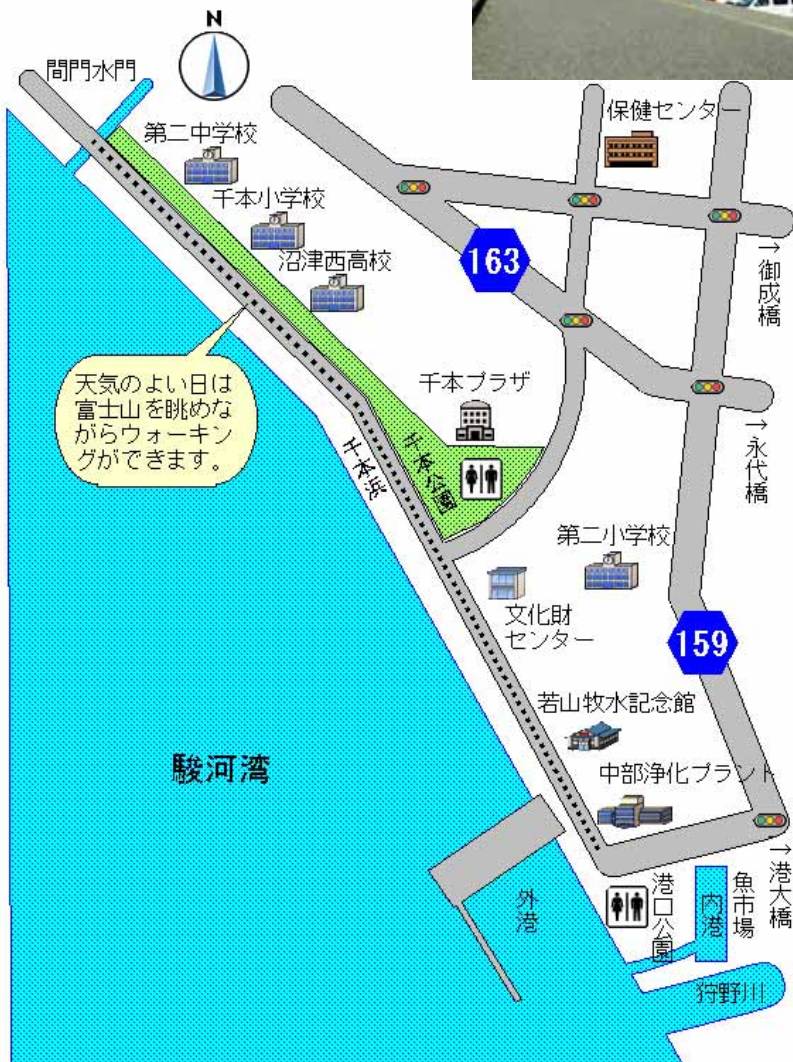 N
間門水門
第二中学校
保健センター
千本小学校
沼津西高校
163
→御成橋
天気のよい日は
富士山を眺めな
がらウォーキン
グができます。
千本プラザ
千本浜
千本公園
→永代橋
第二小学校
文化財
センター
159
若山牧水記念館
駿河湾
中部浄化プラント
外港
港口公園
内港
魚市場
→港大橋
狩野川